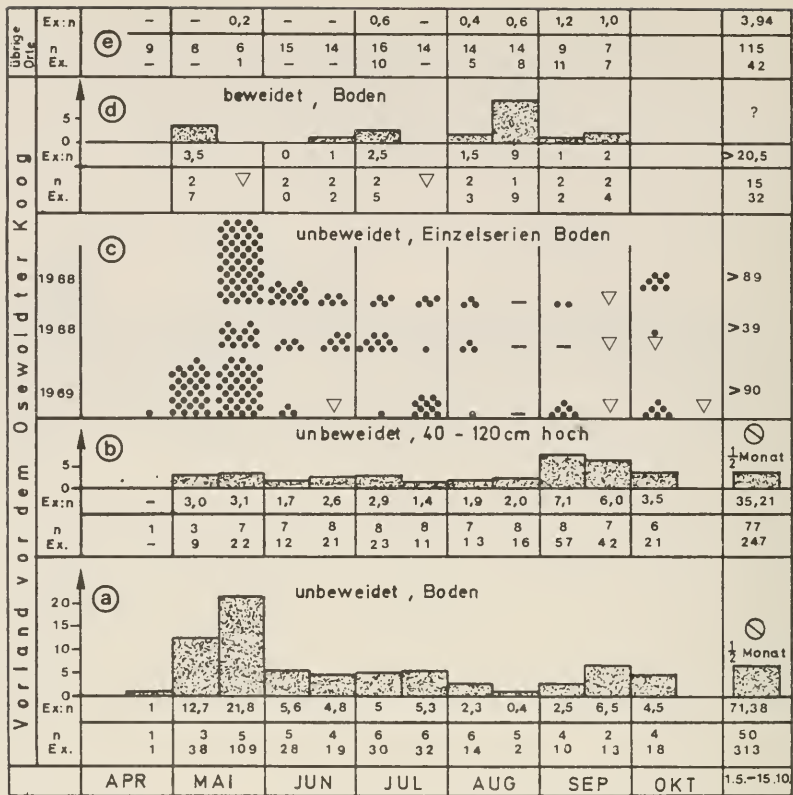 Ex:n – – 0,2 – – 0,6 – 0,4 0,6 1,2 1,0 3,94
übrige Orte
ⓔ
n 9 8 6 15 14 16 14 14 14 9 7 115
Ex. – – 1 – – 10 – 5 8 11 7 42
Vorland vor dem Osewoldter Koog
ⓓ beweidet, Boden
5
0
?
Ex:n 3,5 0 1 2,5 1,5 9 1 2 >20,5
n 2 ▽ 2 2 2 ▽ 2 1 2 2 15
Ex. 7 0 2 5 3 9 2 4 32
ⓒ unbeweidet, Einzelserien Boden
1968 – ▽ >89
1968 – – ▽ ▽ >39
1969 ▽ – ▽ ▽ >90
ⓑ unbeweidet, 40 – 120cm hoch
5
0
∅
½ Monat
Ex:n – 3,0 3,1 1,7 2,6 2,9 1,4 1,9 2,0 7,1 6,0 3,5 35,21
n 1 3 7 7 8 8 8 7 8 8 7 6 77
Ex. – 9 22 12 21 23 11 13 16 57 42 21 247
ⓐ unbeweidet, Boden
20
15
10
5
0
∅
½ Monat
Ex:n 1 12,7 21,8 5,6 4,8 5 5,3 2,3 0,4 2,5 6,5 4,5 71,38
n 1 3 5 5 4 6 6 6 5 4 2 4 50
Ex. 1 38 109 28 19 30 32 14 2 10 13 18 313
APR MAI JUN JUL AUG SEP OKT 1.5.–15.10.